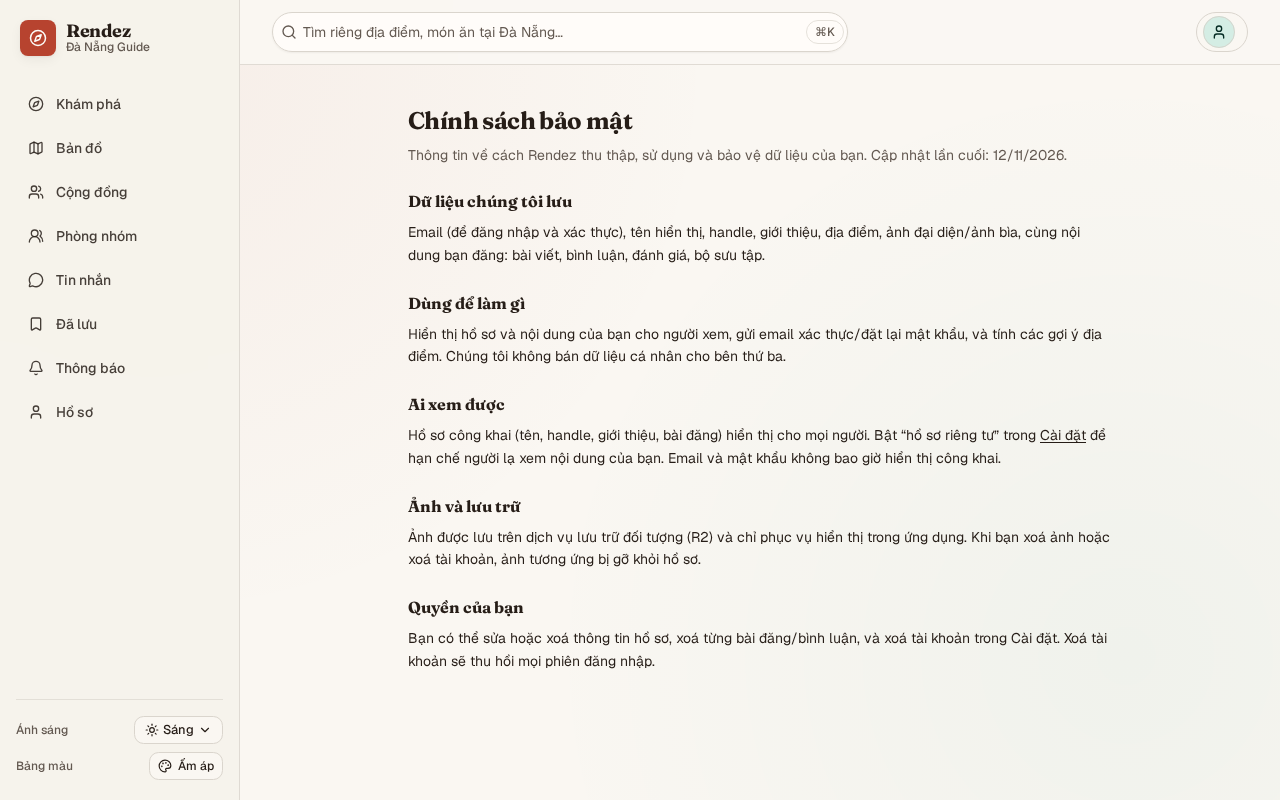 Rendez
Đà Nẵng Guide
Khám phá
Bản đồ
Cộng đồng
Phòng nhóm
Tin nhắn
Đã lưu
Thông báo
Hồ sơ
Ánh sáng
Sáng
Bảng màu
Ấm áp
Tìm riêng địa điểm, món ăn tại Đà Nẵng...
⌘K
Chính sách bảo mật
Thông tin về cách Rendez thu thập, sử dụng và bảo vệ dữ liệu của bạn. Cập nhật lần cuối: 12/11/2026.
Dữ liệu chúng tôi lưu
Email (để đăng nhập và xác thực), tên hiển thị, handle, giới thiệu, địa điểm, ảnh đại diện/ảnh bìa, cùng nội
dung bạn đăng: bài viết, bình luận, đánh giá, bộ sưu tập.
Dùng để làm gì
Hiển thị hồ sơ và nội dung của bạn cho người xem, gửi email xác thực/đặt lại mật khẩu, và tính các gợi ý địa
điểm. Chúng tôi không bán dữ liệu cá nhân cho bên thứ ba.
Ai xem được
Hồ sơ công khai (tên, handle, giới thiệu, bài đăng) hiển thị cho mọi người. Bật “hồ sơ riêng tư” trong Cài đặt để
hạn chế người lạ xem nội dung của bạn. Email và mật khẩu không bao giờ hiển thị công khai.
Ảnh và lưu trữ
Ảnh được lưu trên dịch vụ lưu trữ đối tượng (R2) và chỉ phục vụ hiển thị trong ứng dụng. Khi bạn xoá ảnh hoặc
xoá tài khoản, ảnh tương ứng bị gỡ khỏi hồ sơ.
Quyền của bạn
Bạn có thể sửa hoặc xoá thông tin hồ sơ, xoá từng bài đăng/bình luận, và xoá tài khoản trong Cài đặt. Xoá tài
khoản sẽ thu hồi mọi phiên đăng nhập.